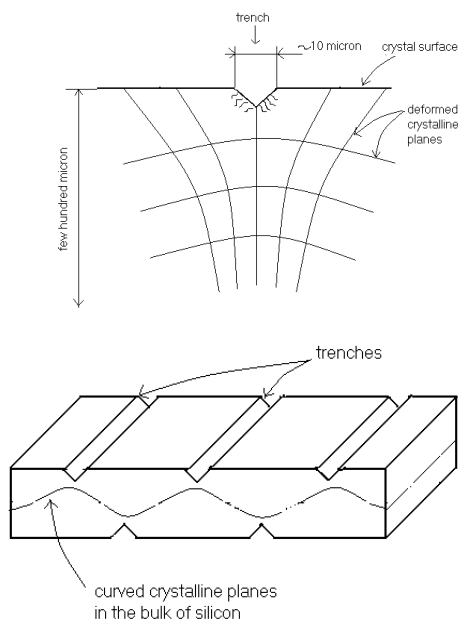 trench
~10 micron
crystal surface
deformed
crystalline
planes
few hundred micron
trenches
curved crystalline planes
in the bulk of silicon